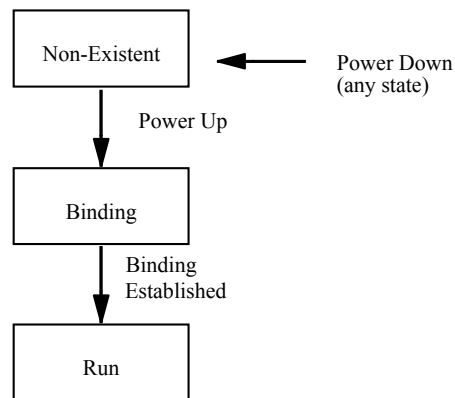 Non-Existent
Power Down
(any state)
Power Up
Binding
Binding
Established
Run